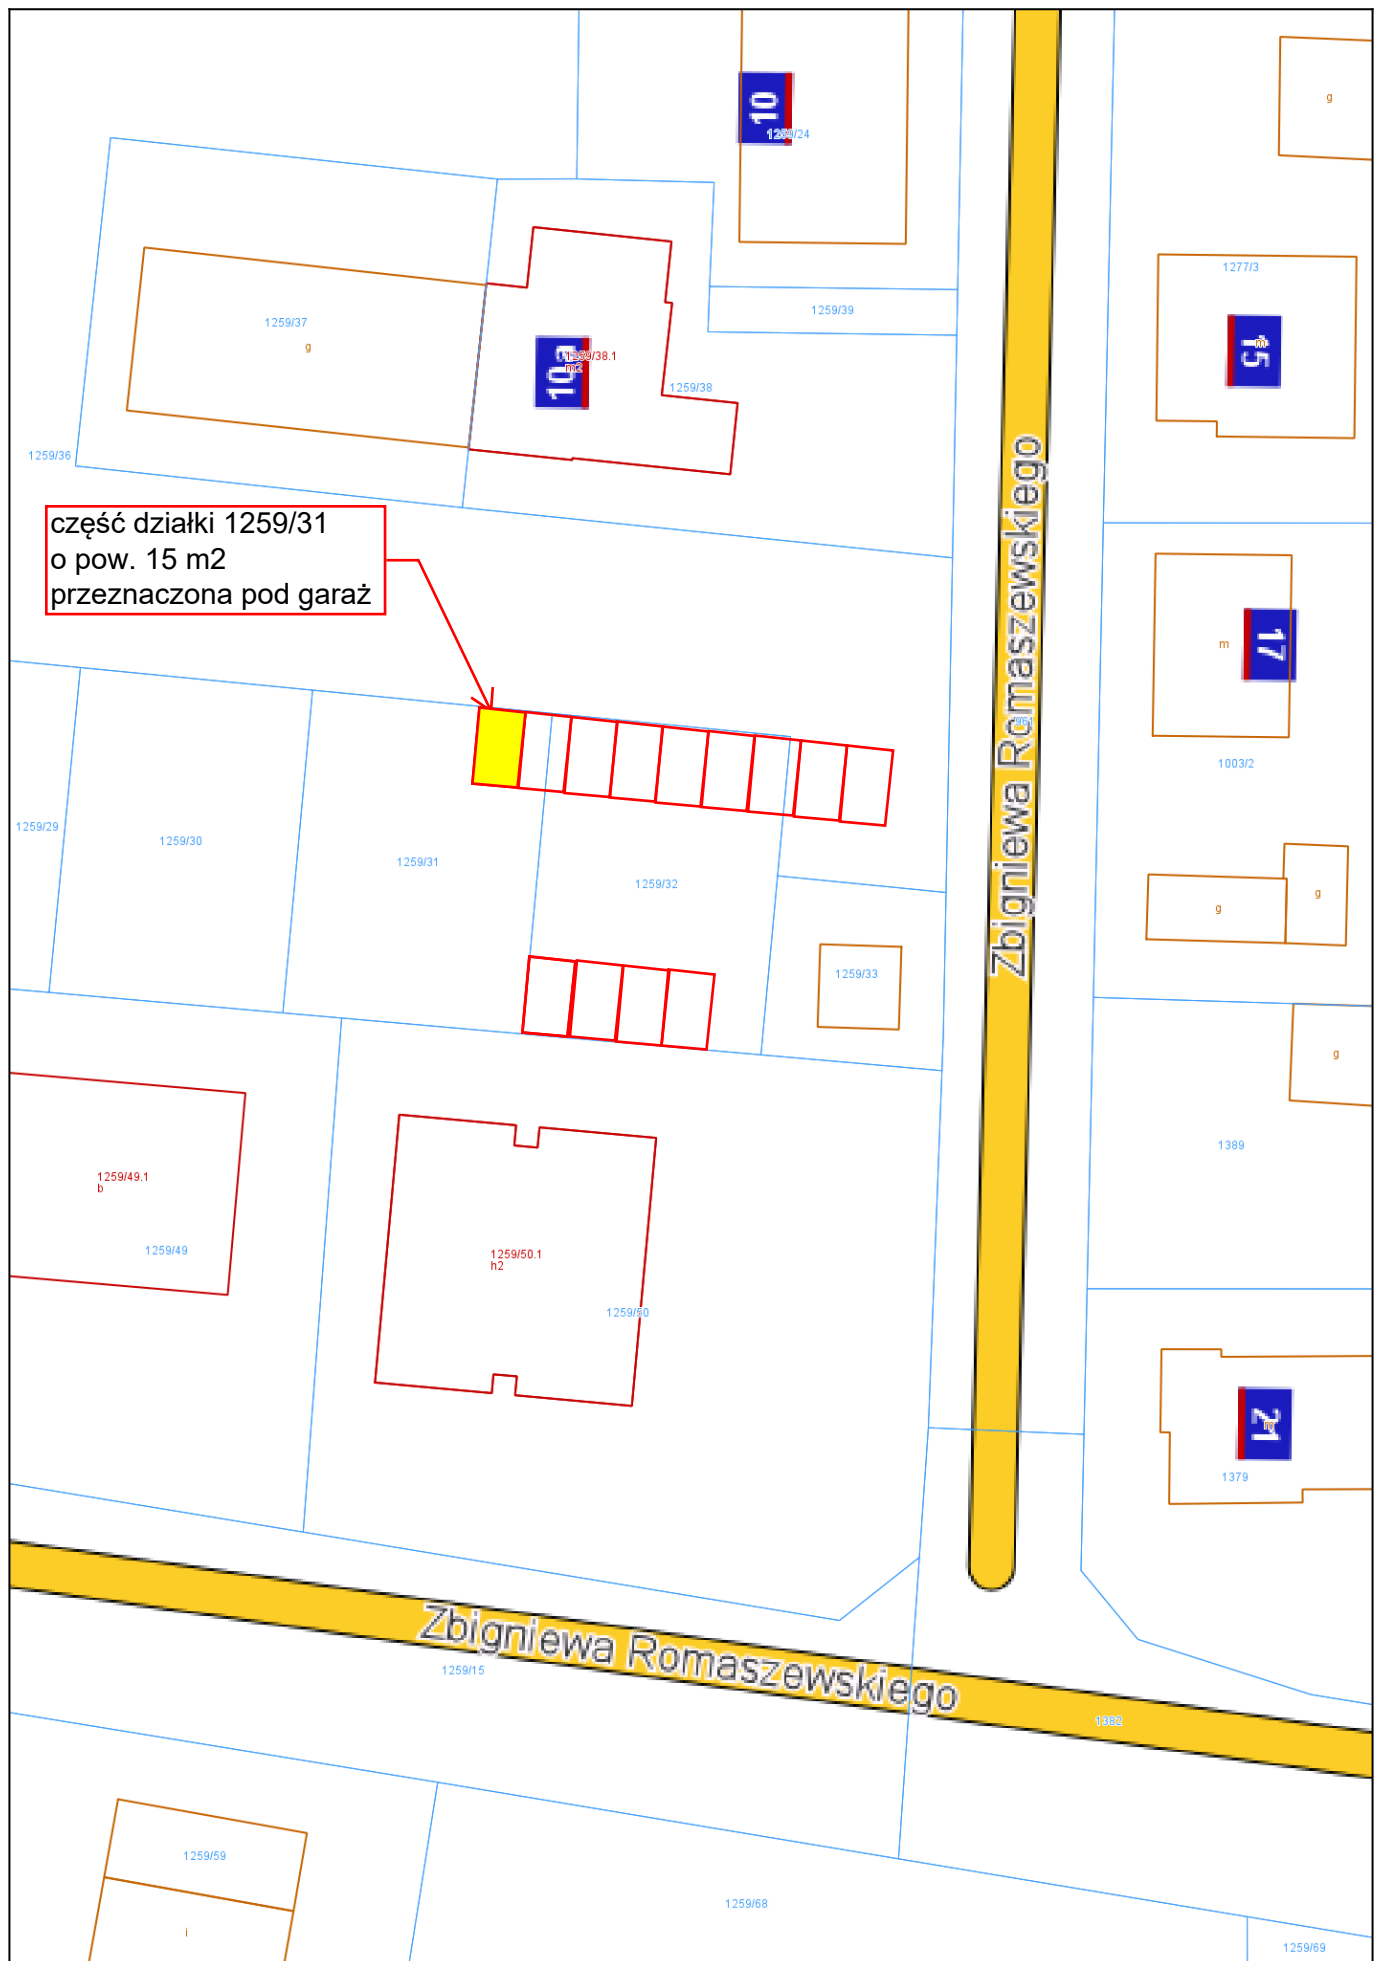 10
1259/24
g
1277/3
15
m
1259/39
1259/37
g
10a
1259/38.1
m2
1259/38
1259/36
część działki 1259/31
o pow. 15 m2
przeznaczona pod garaż
Zbigniewa Romaszewskiego
17
m
961
1003/2
1259/29
1259/30
1259/31
1259/32
g
g
1259/33
g
1389
1259/49.1
b
1259/49
1259/50.1
h2
1259/50
21
m
1379
Zbigniewa Romaszewskiego
1259/15
1382
1259/59
i
1259/68
1259/69